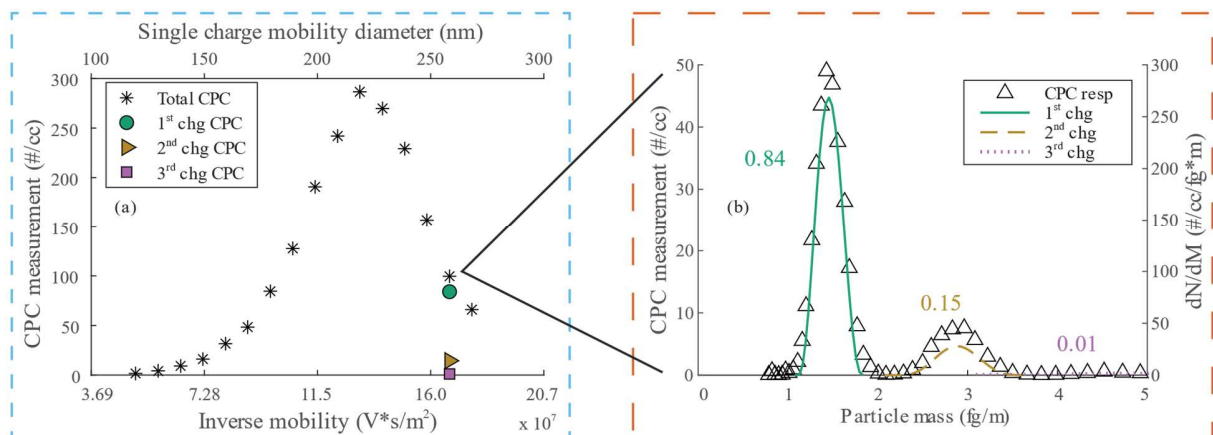 Single charge mobility diameter (nm)
100 150 200 250 300
300
250
200
150
100
50
0
CPC measurement (#/cc)
Total CPC
1st chg CPC
2nd chg CPC
3rd chg CPC
(a)
3.69 7.28 11.5 16.0 20.7
Inverse mobility (V*s/m2) x 10^7
50
40
30
20
10
0
CPC measurement (#/cc)
CPC resp
1st chg
2nd chg
3rd chg
0.84
(b)
0.15
0.01
300
250
200
150
100
50
0
dN/dM (#/cc/fg*m)
0 1 2 3 4 5
Particle mass (fg/m)